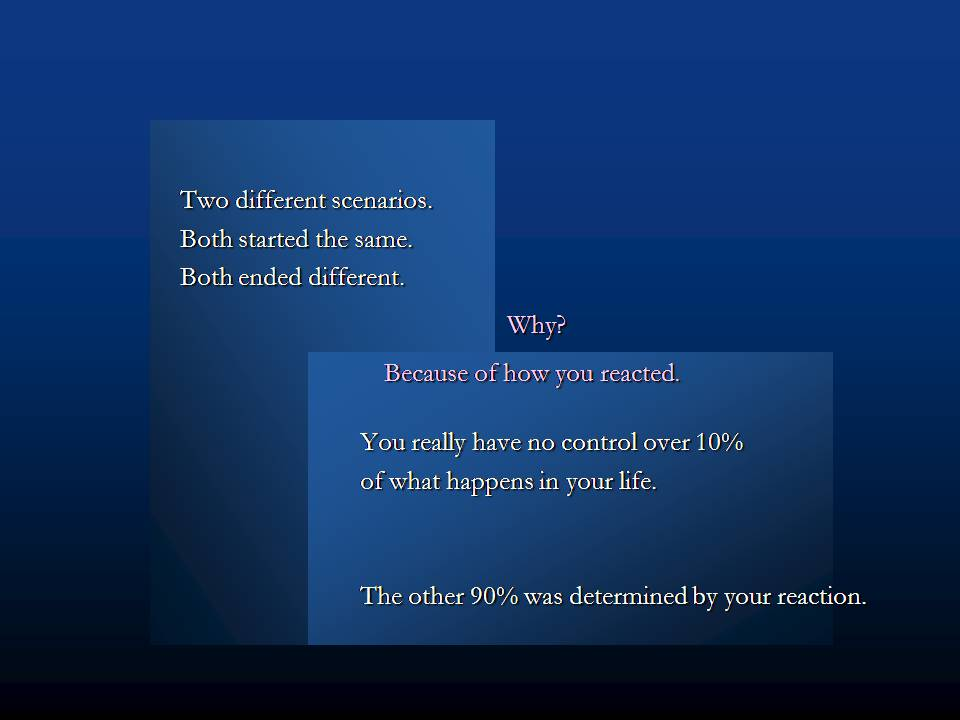 Two different scenarios.
Both started the same.
Both ended different.
Why?
Because of how you reacted.
You really have no control over 10%
of what happens in your life.
The other 90% was determined by your reaction.